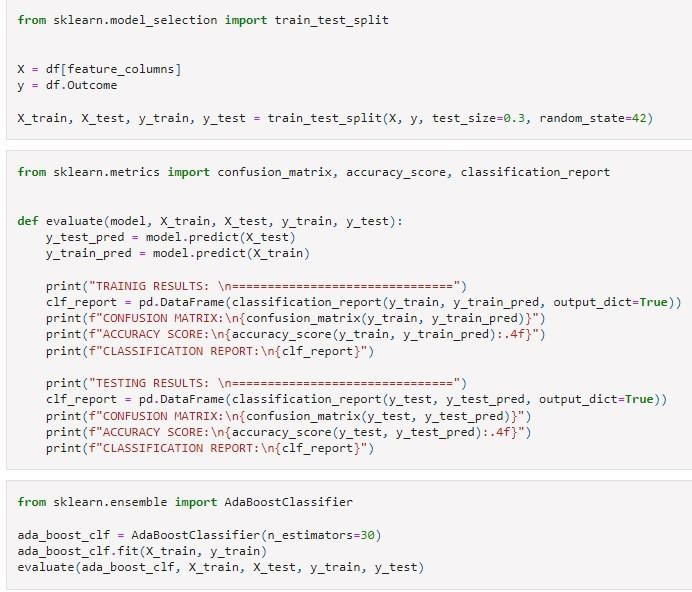 from sklearn.model_selection import train_test_split
X = df[feature_columns]
y = df.Outcome
X_train, X_test, y_train, y_test = train_test_split(X, y, test_size=0.3, random_state=42)
from sklearn.metrics import confusion_matrix, accuracy_score, classification_report
def evaluate(model, X_train, X_test, y_train, y_test):
    y_test_pred = model.predict(X_test)
    y_train_pred = model.predict(X_train)
    print("TRAINIG RESULTS: \n===============================")
    clf_report = pd.DataFrame(classification_report(y_train, y_train_pred, output_dict=True))
    print(f"CONFUSION MATRIX:\n{confusion_matrix(y_train, y_train_pred)}")
    print(f"ACCURACY SCORE:\n{accuracy_score(y_train, y_train_pred):.4f}")
    print(f"CLASSIFICATION REPORT:\n{clf_report}")
    print("TESTING RESULTS: \n===============================")
    clf_report = pd.DataFrame(classification_report(y_test, y_test_pred, output_dict=True))
    print(f"CONFUSION MATRIX:\n{confusion_matrix(y_test, y_test_pred)}")
    print(f"ACCURACY SCORE:\n{accuracy_score(y_test, y_test_pred):.4f}")
    print(f"CLASSIFICATION REPORT:\n{clf_report}")
from sklearn.ensemble import AdaBoostClassifier
ada_boost_clf = AdaBoostClassifier(n_estimators=30)
ada_boost_clf.fit(X_train, y_train)
evaluate(ada_boost_clf, X_train, X_test, y_train, y_test)